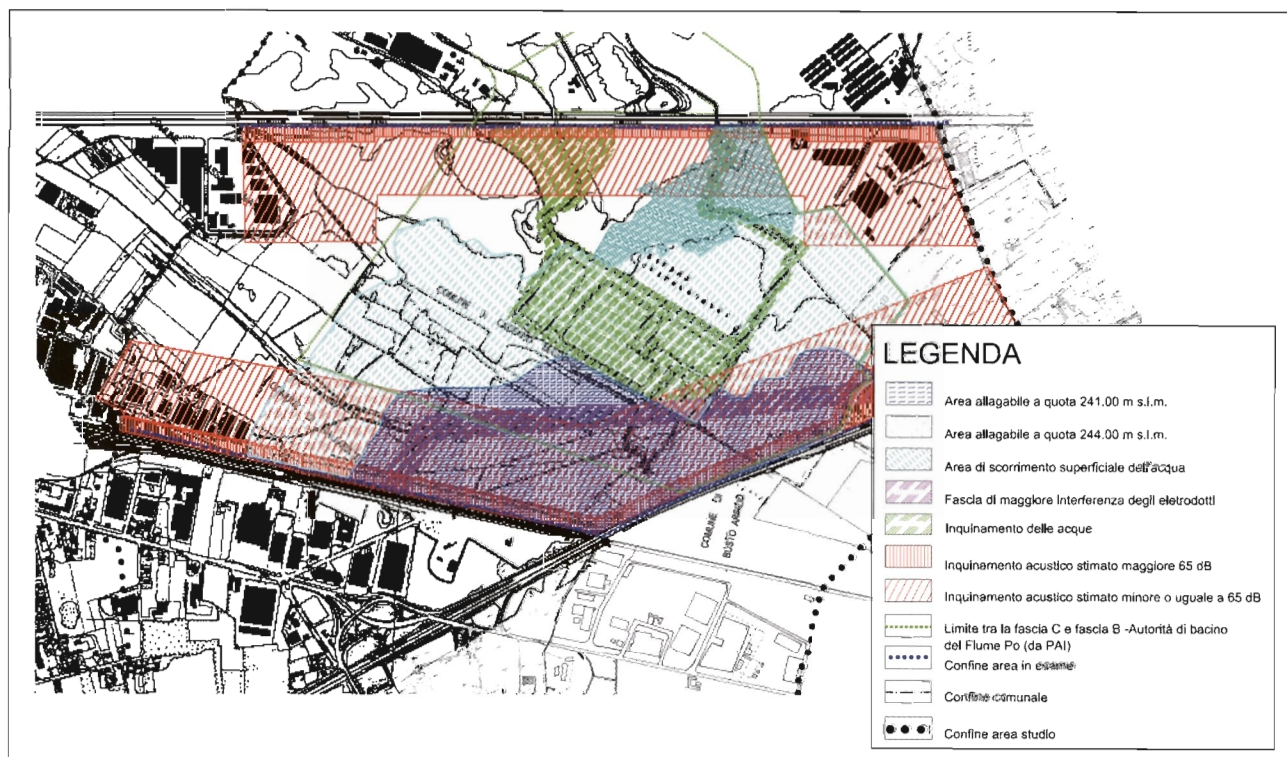 COMUNE DI
COMUNE DI
BUSTO ARSIZIO
LEGENDA
Area allagabile a quota 241.00 m s.l.m.
Area allagabile a quota 244.00 m s.l.m.
Area di scorrimento superficiale dell'acqua
Fascia di maggiore Interferenza degli eletrodotti
Inquinamento delle acque
Inquinamento acustico stimato maggiore 65 dB
Inquinamento acustico stimato minore o uguale a 65 dB
Limite tra la fascia C e fascia B -Autorità di bacino
del Fiume Po (da PAI)
Confine area in esame
Confine comunale
Confine area studio